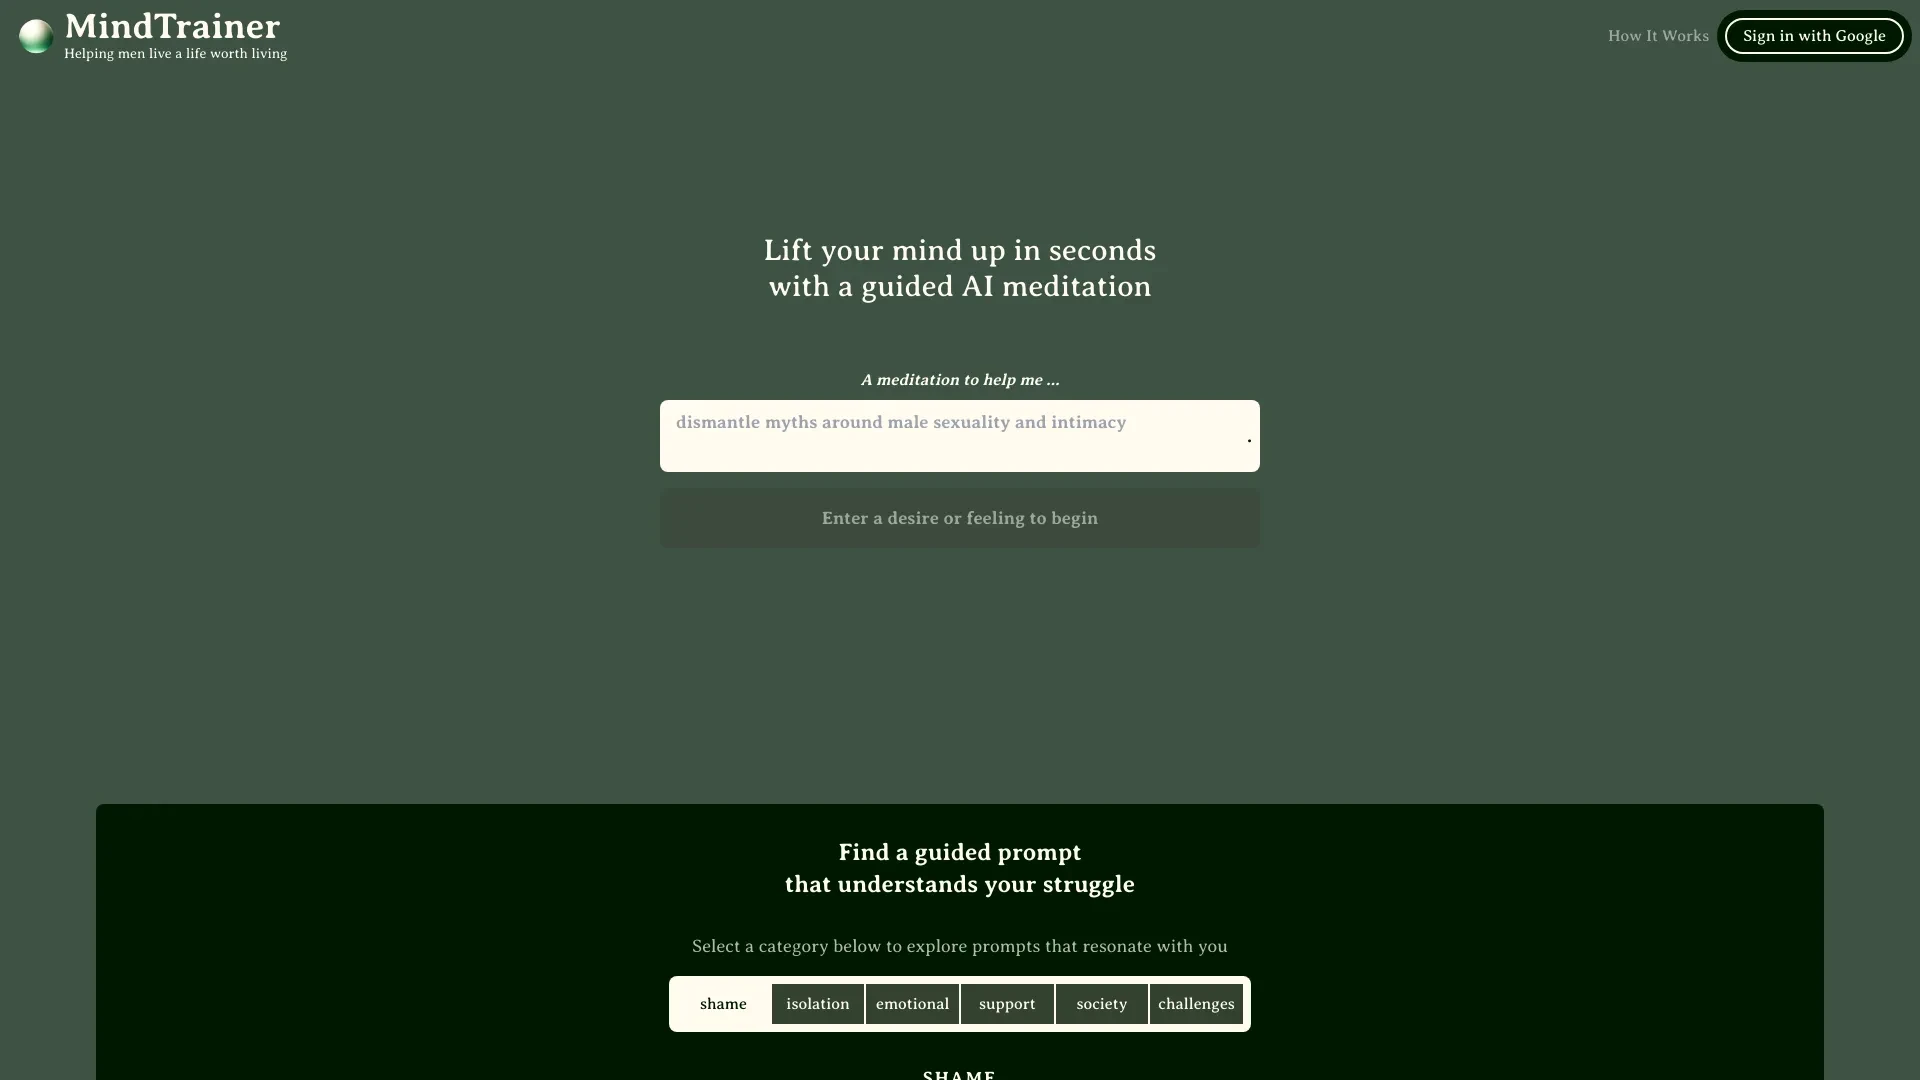 MindTrainer
Helping men live a life worth living
How It Works
Sign in with Google
Lift your mind up in seconds
with a guided AI meditation
A meditation to help me ...
dismantle myths around male sexuality and intimacy
.
Enter a desire or feeling to begin
Find a guided prompt
that understands your struggle
Select a category below to explore prompts that resonate with you
shame
isolation
emotional
support
society
challenges
SHAME